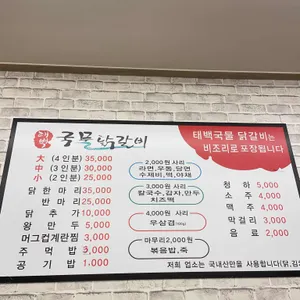 태백 국물닭갈비
大 (4인분) 35,000
中 (3인분) 30,000
小 (2인분) 25,000
닭한마리 35,000
반마리 25,000
닭추가 10,000
왕만두 5,000
머그컵계란찜 3,000
주먹밥 3,000
공기밥 1,000
2,000원 사리
라면,우동,당면
수제비,떡,야채
3,000원 사리
칼국수,감자,만두
치즈떡
4,000원 사리
우삼겹
마무리2,000원
볶음밥,죽
태백국물 닭갈비는
비조리로 포장됩니다
청하 5,000
소주 4,000
맥주 4,000
막걸리 3,000
음료 2,000
저희 업소는 국내산만을 사용합니다